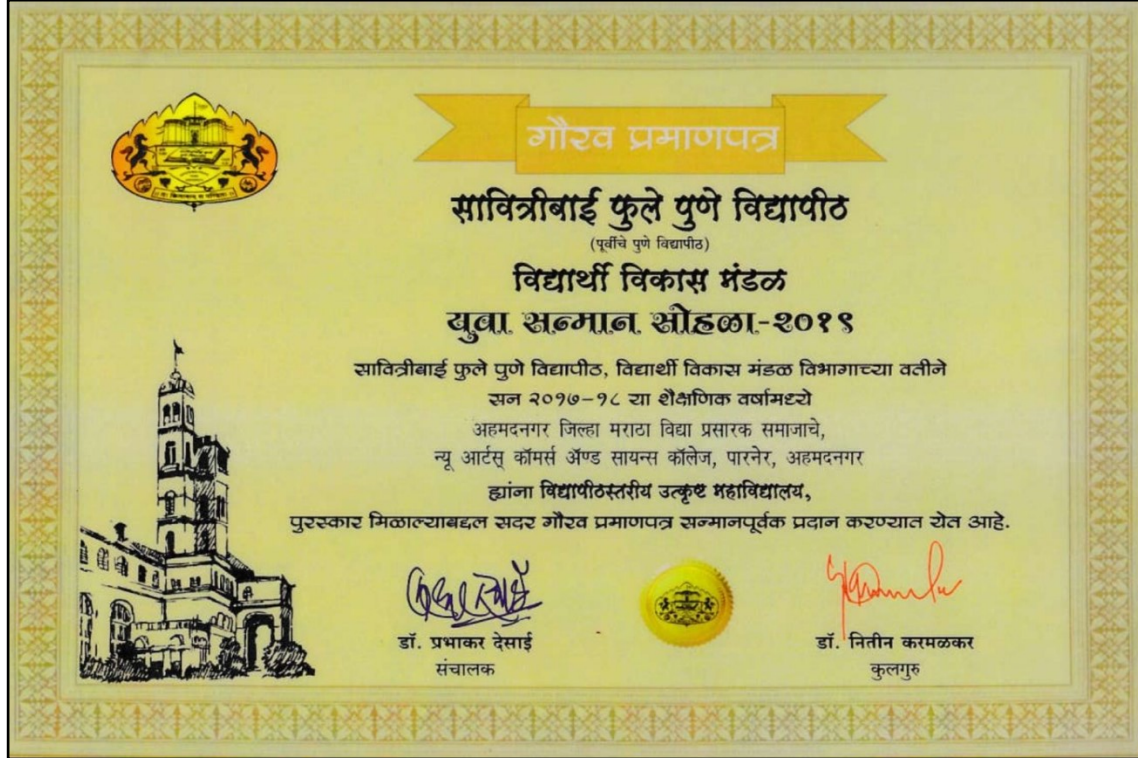 गौरव प्रमाणपत्र
सावित्रीबाई फुले पुणे विद्यापीठ
(पूर्वीचे पुणे विद्यापीठ)
विद्यार्थी विकास मंडळ
युवा सन्मान सोहळा-२०१९
सावित्रीबाई फुले पुणे विद्यापीठ, विद्यार्थी विकास मंडळ विभागाच्या वतीने
सन २०१७-१८ या शैक्षणिक वर्षामध्ये
अहमदनगर जिल्हा मराठा विद्या प्रसारक समाजाचे,
न्यू आर्टस् कॉमर्स ॲण्ड सायन्स कॉलेज, पारनेर, अहमदनगर
ह्यांना विद्यापीठस्तरीय उत्कृष्ट महाविद्यालय,
पुरस्कार मिळाल्याबद्दल सदर गौरव प्रमाणपत्र सन्मानपूर्वक प्रदान करण्यात येत आहे.
डॉ. प्रभाकर देसाई
संचालक
डॉ. नितीन करमळकर
कुलगुरु